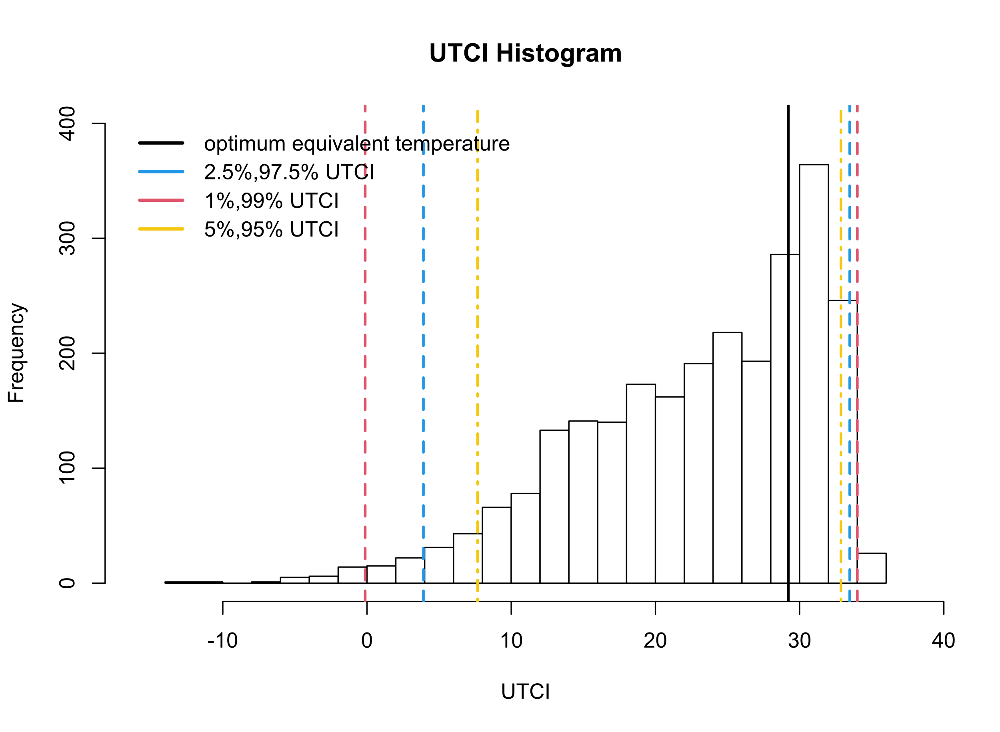 UTCI Histogram
optimum equivalent temperature
2.5%,97.5% UTCI
1%,99% UTCI
5%,95% UTCI
Frequency
400
300
200
100
0
-10 0 10 20 30 40
UTCI